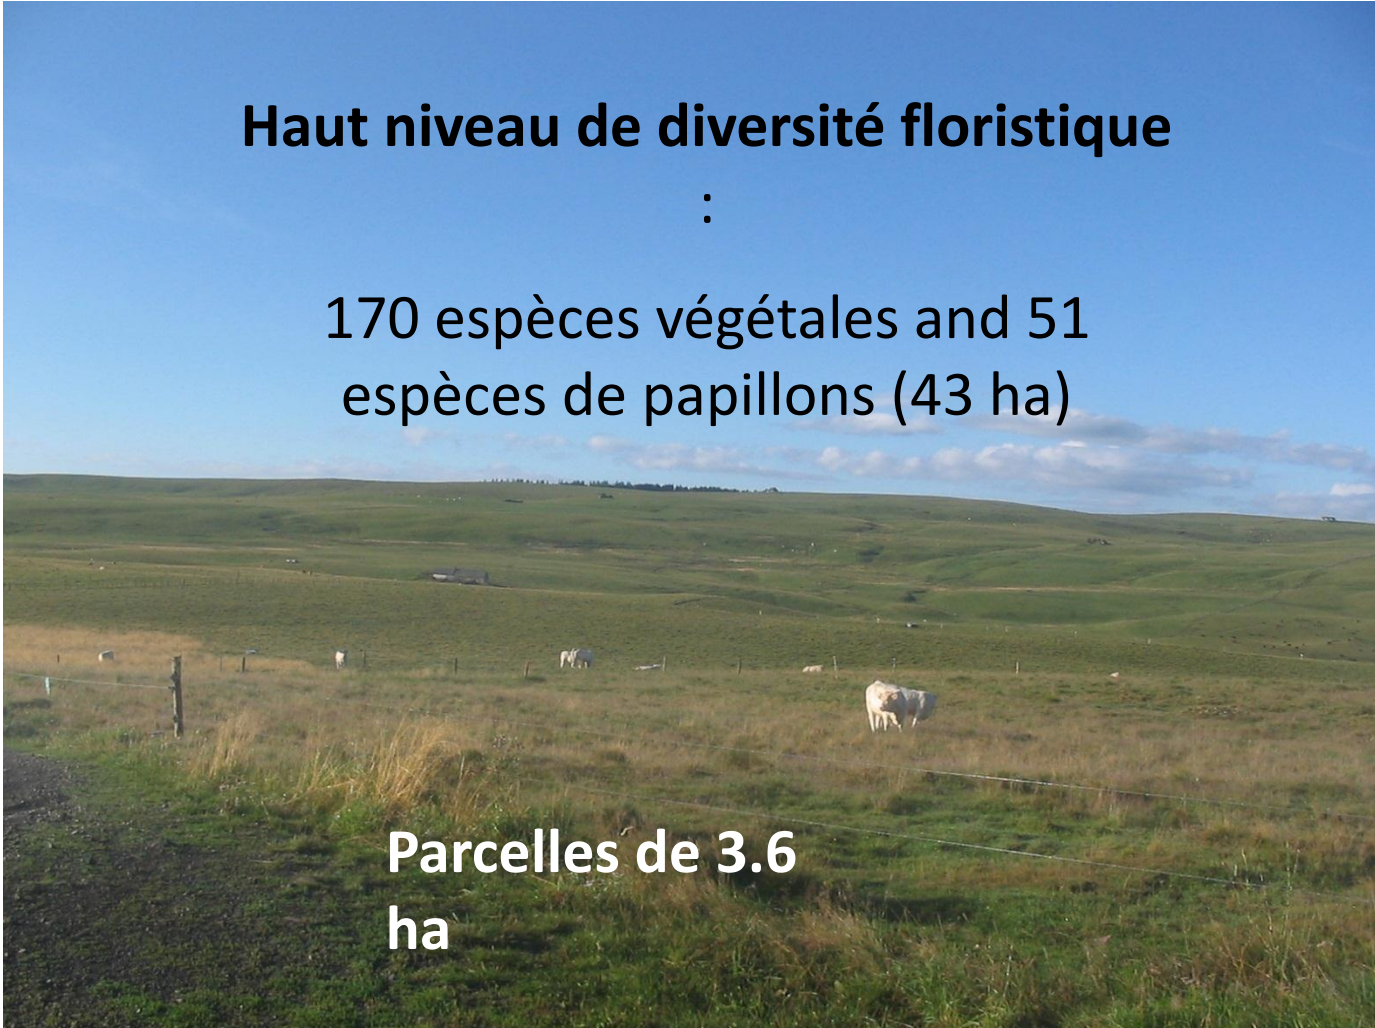 Haut niveau de diversité floristique
:
170 espèces végétales and 51
espèces de papillons (43 ha)
Parcelles de 3.6
ha